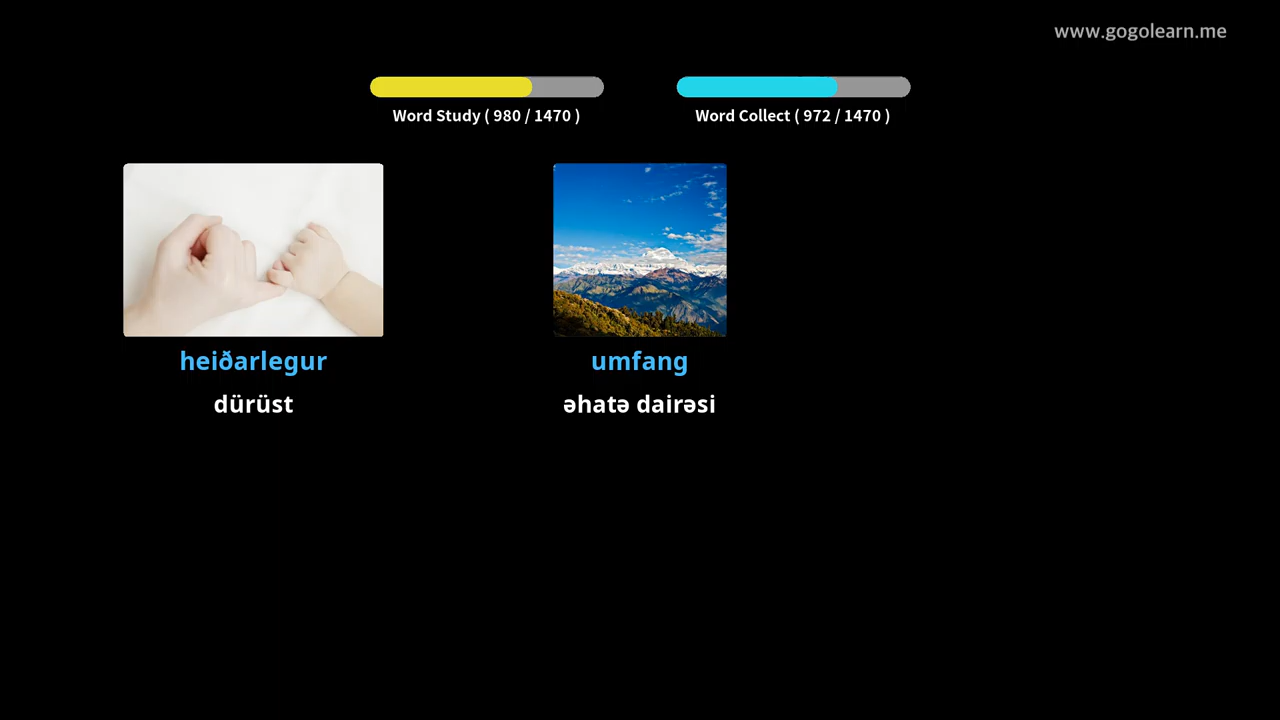 www.gogolearn.me
Word Study ( 980 / 1470 )
Word Collect ( 972 / 1470 )
heiðarlegur
dürüst
umfang
əhatə dairəsi